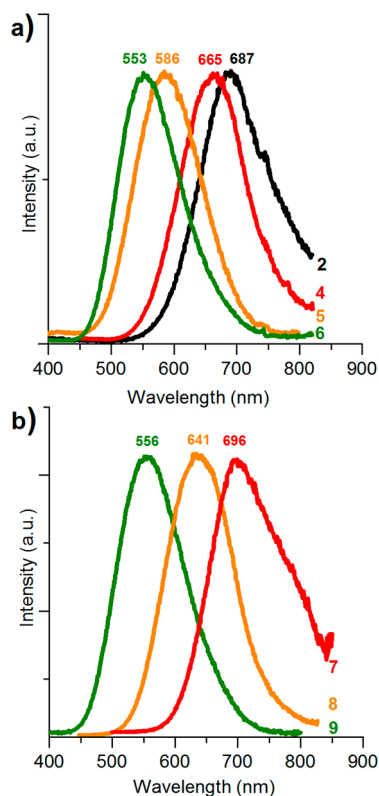 a)
553 586 665 687
Intensity (a.u.)
2
4
5
6
400 500 600 700 800 900
Wavelength (nm)
b)
556 641 696
Intensity (a.u.)
7
8
9
400 500 600 700 800 900
Wavelength (nm)